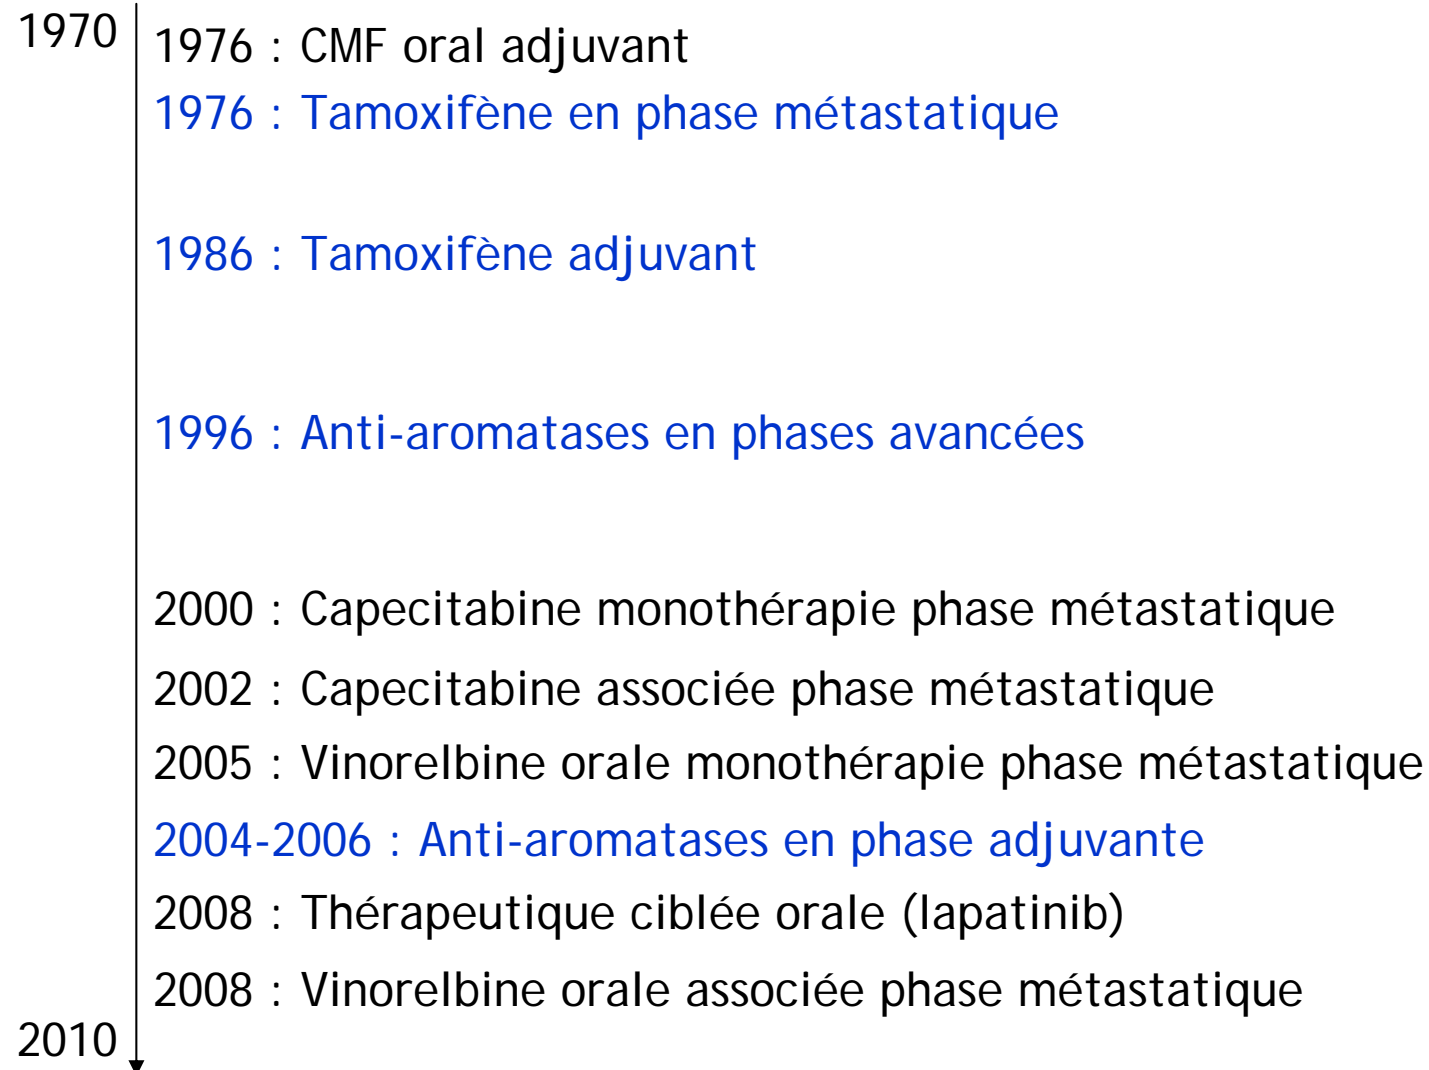 1970
1976 : CMF oral adjuvant
1976 : Tamoxifène en phase métastatique
1986 : Tamoxifène adjuvant
1996 : Anti-aromatases en phases avancées
2000 : Capecitabine monothérapie phase métastatique
2002 : Capecitabine associée phase métastatique
2005 : Vinorelbine orale monothérapie phase métastatique
2004-2006 : Anti-aromatases en phase adjuvante
2008 : Thérapeutique ciblée orale (lapatinib)
2008 : Vinorelbine orale associée phase métastatique
2010